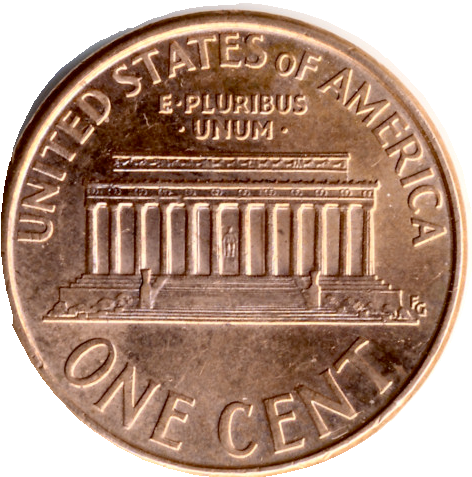 UNITED STATES OF AMERICA
E·PLURIBUS
·UNUM·
FG
ONE CENT